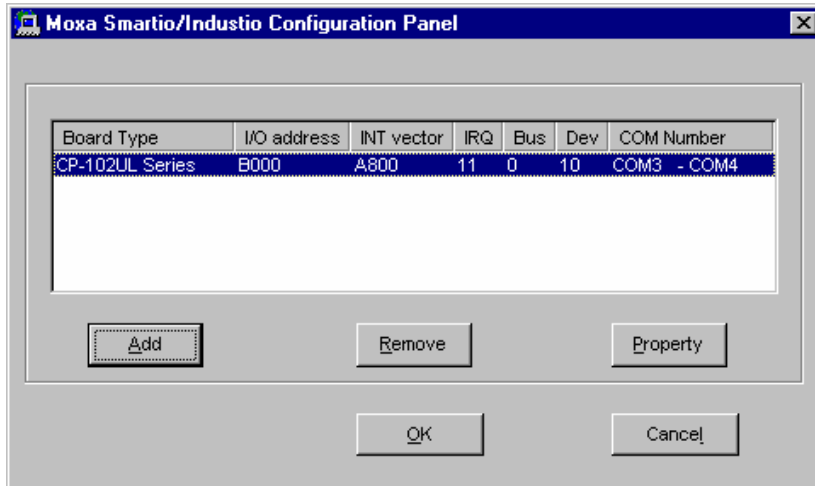 Moxa Smartio/Industio Configuration Panel
Board Type I/O address INT vector IRQ Bus Dev COM Number
CP-102UL Series B000 A800 11 0 10 COM3 - COM4
Add Remove Property
OK Cancel